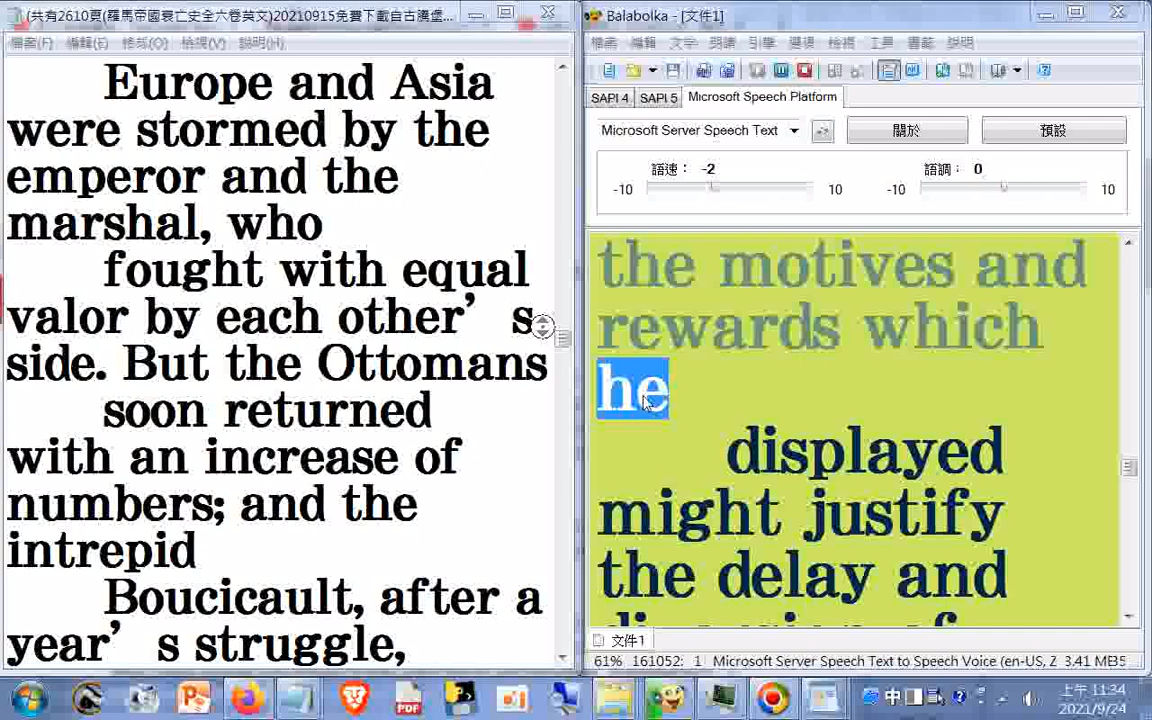 (共有2610頁(羅馬帝國衰亡史全六卷英文)20210915免費下載自古騰堡...
檔案(F) 編輯(E) 格式(O) 檢視(V) 說明(H)
Europe and Asia
were stormed by the
emperor and the
marshal, who
fought with equal
valor by each other’s
side. But the Ottomans
soon returned
with an increase of
numbers; and the
intrepid
Boucicault, after a
year’s struggle,
Balabolka - [文件1]
檔案 編輯 文字 朗讀 引擎 選項 檢視 工具 書籤 說明
SAPI 4 SAPI 5 Microsoft Speech Platform
Microsoft Server Speech Text 關於 預設
語速： -2 語調： 0
-10 10 -10 10
the motives and
rewards which
he
displayed
might justify
the delay and
文件1
61% 161052: 1 Microsoft Server Speech Text to Speech Voice (en-US, Z 3.41 MB
中
上午 11:34
2021/9/24